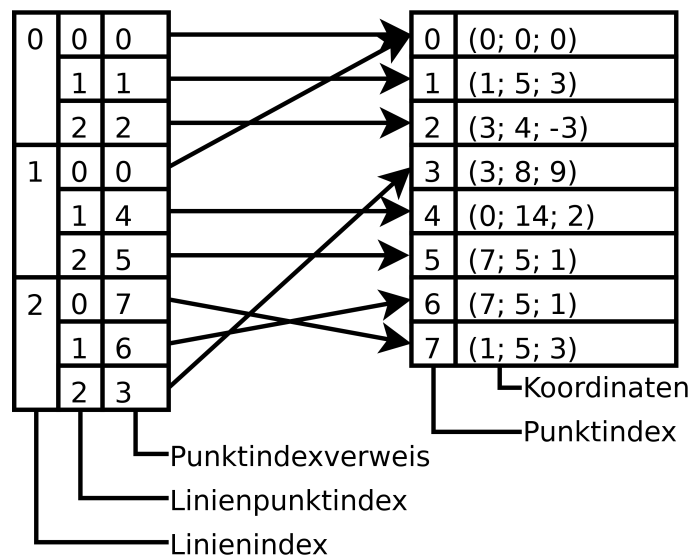 0 0 0 0 (0; 0; 0)
1 1 1 (1; 5; 3)
2 2 2 (3; 4; -3)
1 0 0 3 (3; 8; 9)
1 4 4 (0; 14; 2)
2 5 5 (7; 5; 1)
2 0 7 6 (7; 5; 1)
1 6 7 (1; 5; 3)
2 3
Koordinaten
Punktindex
Punktindexverweis
Linienpunktindex
Linienindex